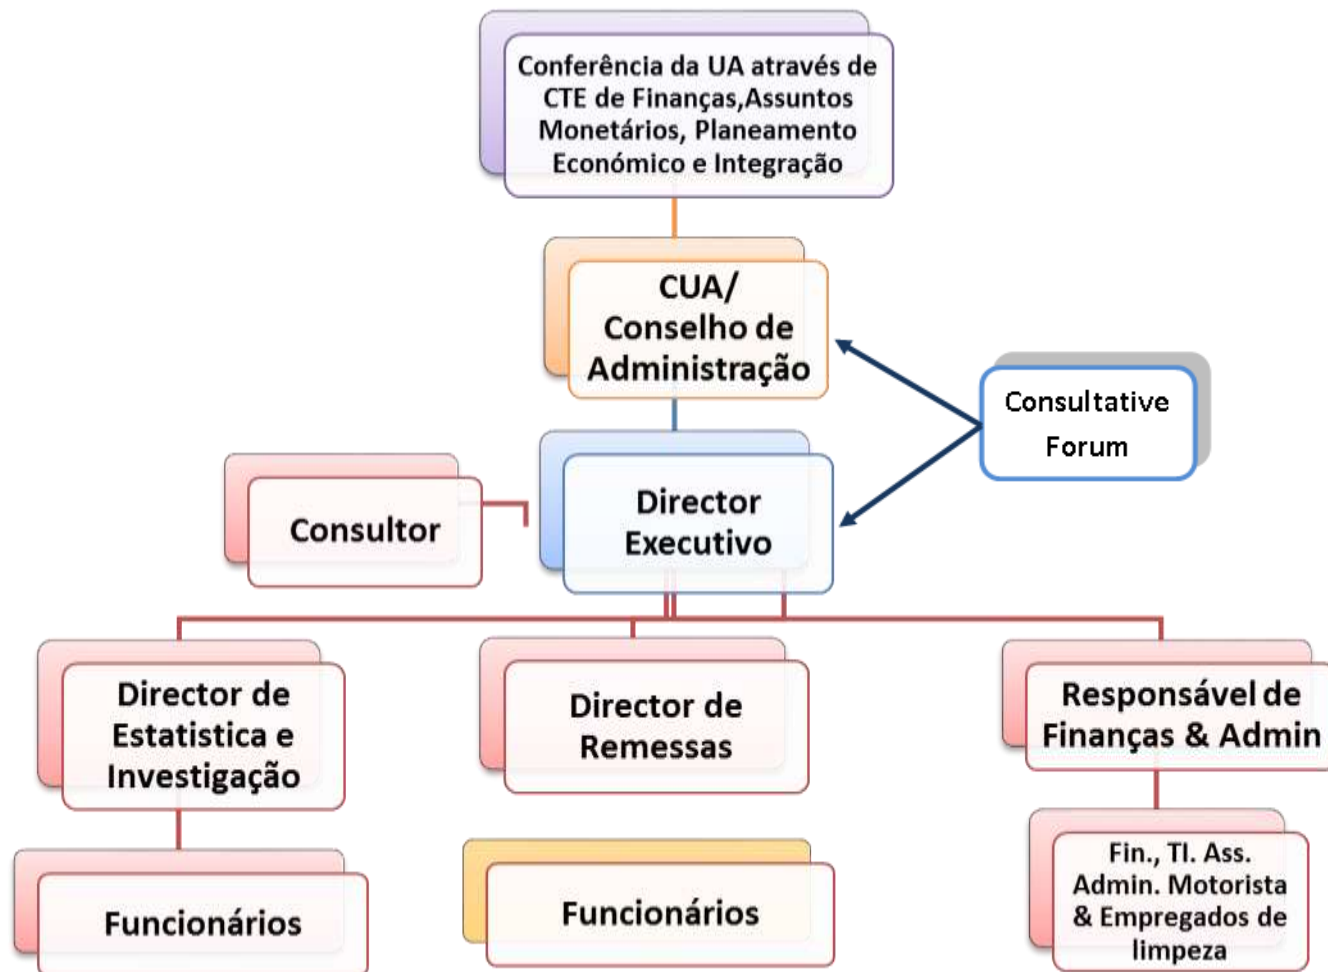 Conferência da UA através de
CTE de Finanças,Assuntos
Monetários, Planeamento
Económico e Integração
CUA/
Conselho de
Administração
Consultative
Forum
Consultor
Director
Executivo
Director de
Estatistica e
Investigação
Director de
Remessas
Responsável de
Finanças & Admin
Funcionários
Funcionários
Fin., TI. Ass.
Admin. Motorista
& Empregados de
limpeza